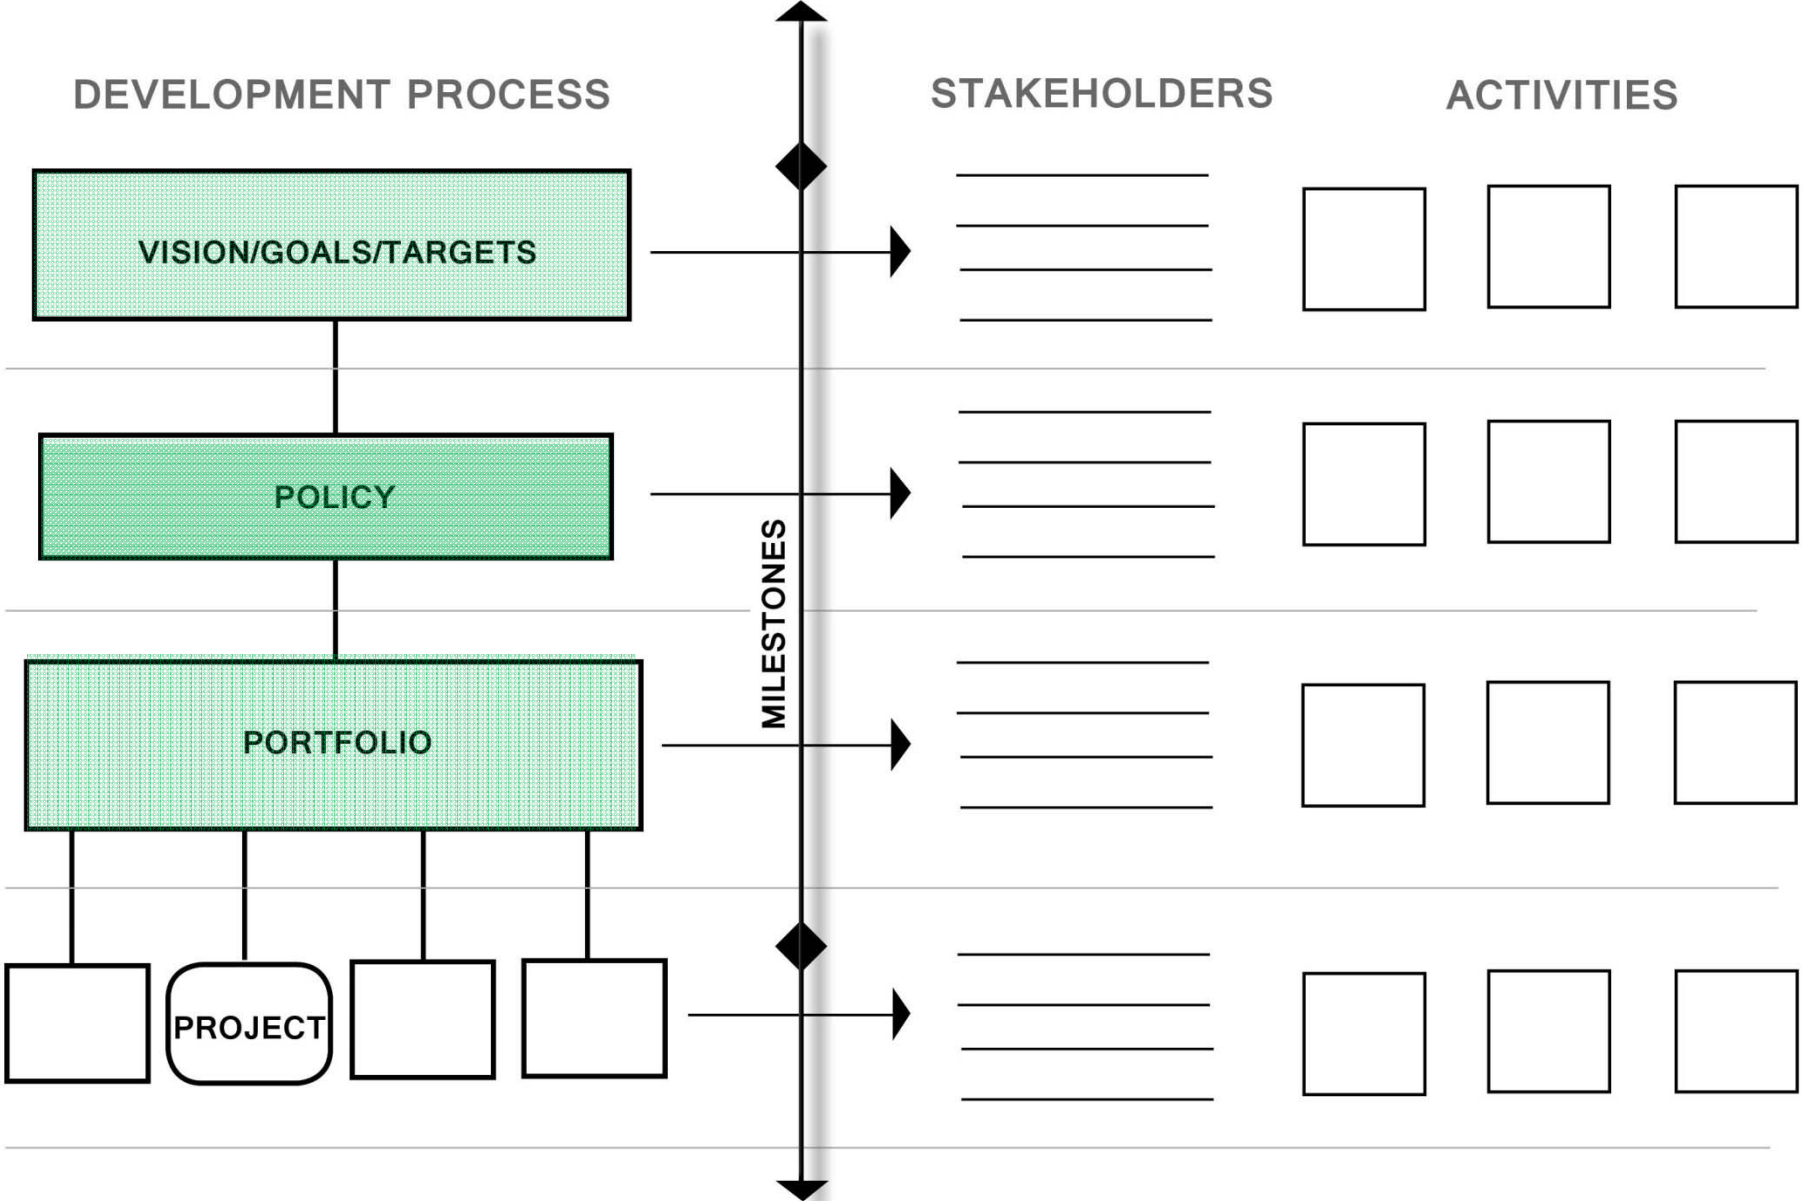 DEVELOPMENT PROCESS
STAKEHOLDERS
ACTIVITIES
VISION/GOALS/TARGETS
POLICY
MILESTONES
PORTFOLIO
PROJECT